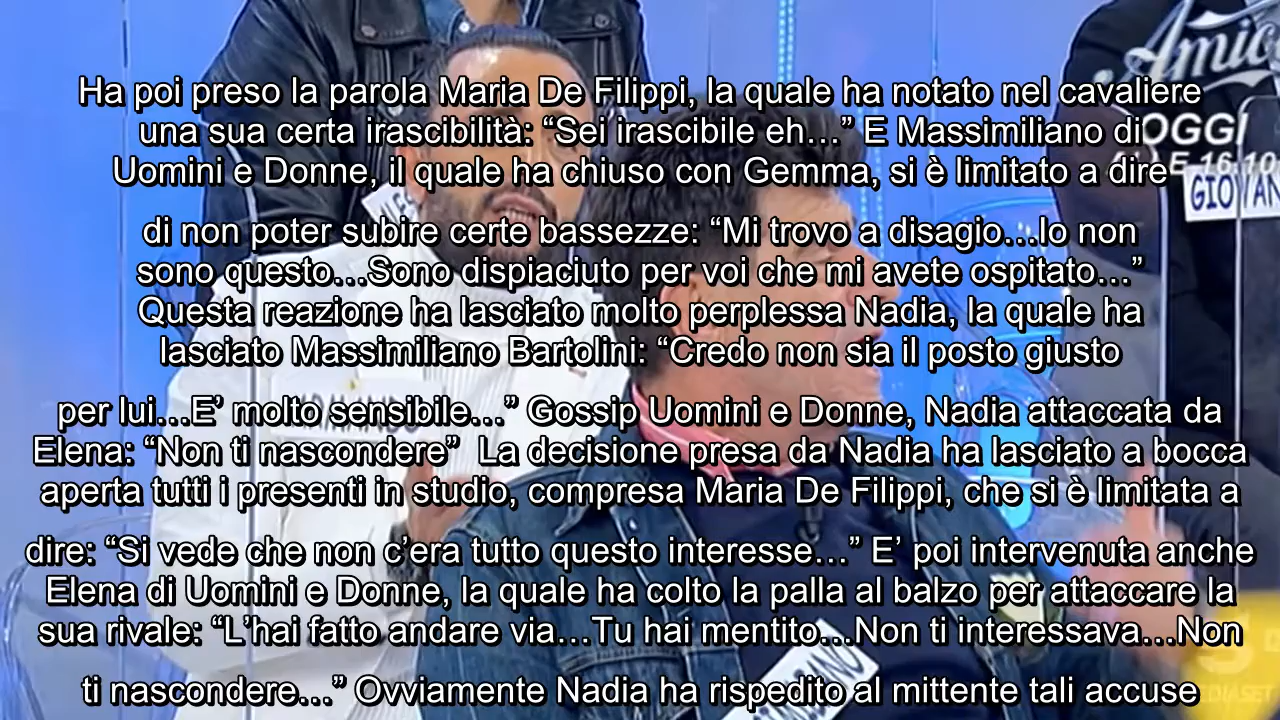 Ha poi preso la parola Maria De Filippi, la quale ha notato nel cavaliere
una sua certa irascibilità: “Sei irascibile eh…” E Massimiliano di
Uomini e Donne, il quale ha chiuso con Gemma, si è limitato a dire
di non poter subire certe bassezze: “Mi trovo a disagio…Io non
sono questo…Sono dispiaciuto per voi che mi avete ospitato…”
Questa reazione ha lasciato molto perplessa Nadia, la quale ha
lasciato Massimiliano Bartolini: “Credo non sia il posto giusto
per lui…E’ molto sensibile…” Gossip Uomini e Donne, Nadia attaccata da
Elena: “Non ti nascondere”  La decisione presa da Nadia ha lasciato a bocca
aperta tutti i presenti in studio, compresa Maria De Filippi, che si è limitata a
dire: “Si vede che non c’era tutto questo interesse…” E’ poi intervenuta anche
Elena di Uomini e Donne, la quale ha colto la palla al balzo per attaccare la
sua rivale: “L’hai fatto andare via…Tu hai mentito…Non ti interessava…Non
ti nascondere…” Ovviamente Nadia ha rispedito al mittente tali accuse
Amic
OGGI
16:10
GIOVAN